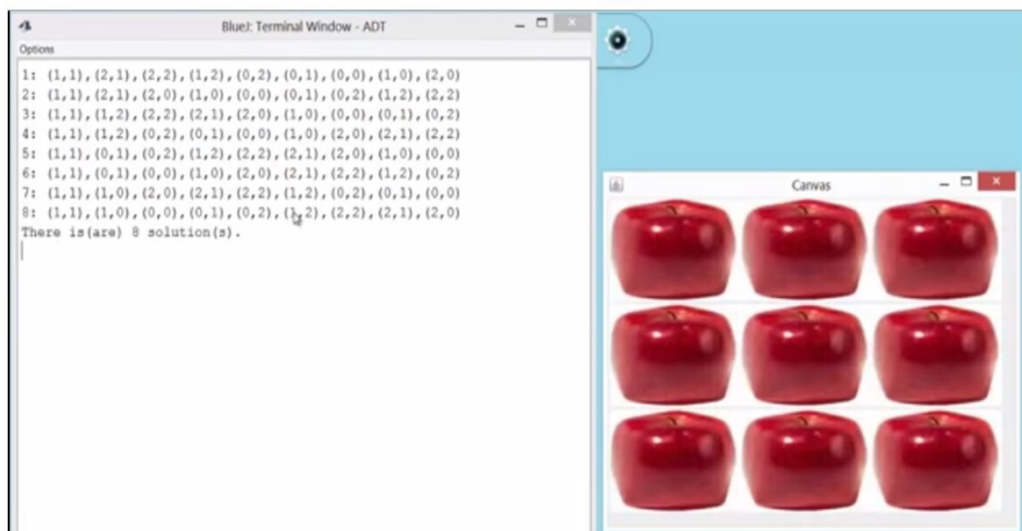 BlueJ: Terminal Window - ADT
Options
1: (1,1),(2,1),(2,2),(1,2),(0,2),(0,1),(0,0),(1,0),(2,0)
2: (1,1),(2,1),(2,0),(1,0),(0,0),(0,1),(0,2),(1,2),(2,2)
3: (1,1),(1,2),(2,2),(2,1),(2,0),(1,0),(0,0),(0,1),(0,2)
4: (1,1),(1,2),(0,2),(0,1),(0,0),(1,0),(2,0),(2,1),(2,2)
5: (1,1),(0,1),(0,2),(1,2),(2,2),(2,1),(2,0),(1,0),(0,0)
6: (1,1),(0,1),(0,0),(1,0),(2,0),(2,1),(2,2),(1,2),(0,2)
7: (1,1),(1,0),(2,0),(2,1),(2,2),(1,2),(0,2),(0,1),(0,0)
8: (1,1),(1,0),(0,0),(0,1),(0,2),(1,2),(2,2),(2,1),(2,0)
There is(are) 8 solution(s).
Canvas